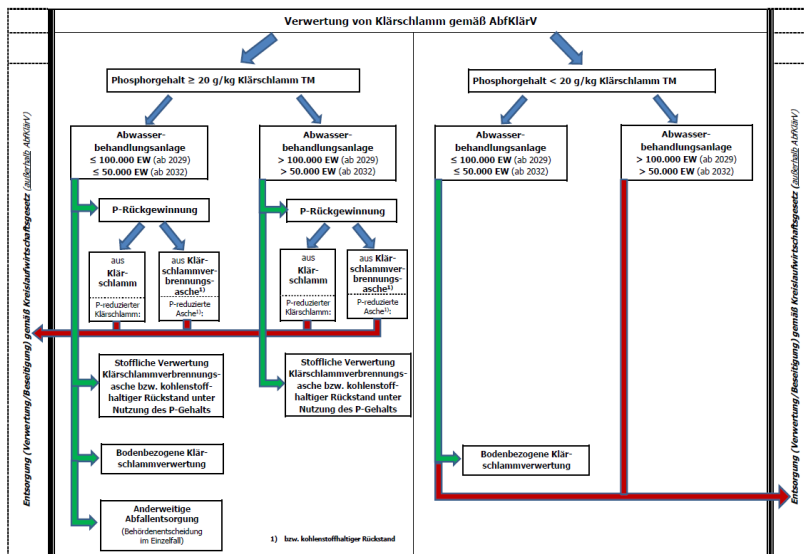 Verwertung von Klärschlamm gemäß AbfKlärV
Entsorgung (Verwertung/Beseitigung) gemäß Kreislaufwirtschaftsgesetz (außerhalb AbfKlärV)
Phosphorgehalt ≥ 20 g/kg Klärschlamm TM
Abwasser-
behandlungsanlage
≤ 100.000 EW (ab 2029)
≤ 50.000 EW (ab 2032)
Abwasser-
behandlungsanlage
> 100.000 EW (ab 2029)
> 50.000 EW (ab 2032)
P-Rückgewinnung
aus
Klär-
schlamm
P-reduzierter
Klärschlamm:
aus Klär-
schlammver-
brennungs-
asche¹⁾
P-reduzierte
Asche¹⁾:
P-Rückgewinnung
aus
Klär-
schlamm
P-reduzierter
Klärschlamm:
aus Klär-
schlammver-
brennungs-
asche¹⁾
P-reduzierte
Asche¹⁾:
Stoffliche Verwertung
Klärschlammverbrennungs-
asche bzw. kohlenstoff-
haltiger Rückstand unter
Nutzung des P-Gehalts
Stoffliche Verwertung
Klärschlammverbrennungs-
asche bzw. kohlenstoff-
haltiger Rückstand unter
Nutzung des P-Gehalts
Bodenbezogene Klär-
schlammverwertung
Anderweitige
Abfallentsorgung
(Behördenentscheidung
im Einzelfall)
1) bzw. kohlenstoffhaltiger Rückstand
Phosphorgehalt < 20 g/kg Klärschlamm TM
Abwasser-
behandlungsanlage
≤ 100.000 EW (ab 2029)
≤ 50.000 EW (ab 2032)
Abwasser-
behandlungsanlage
> 100.000 EW (ab 2029)
> 50.000 EW (ab 2032)
Bodenbezogene Klär-
schlammverwertung
Entsorgung (Verwertung/Beseitigung) gemäß Kreislaufwirtschaftsgesetz (außerhalb AbfKlärV)